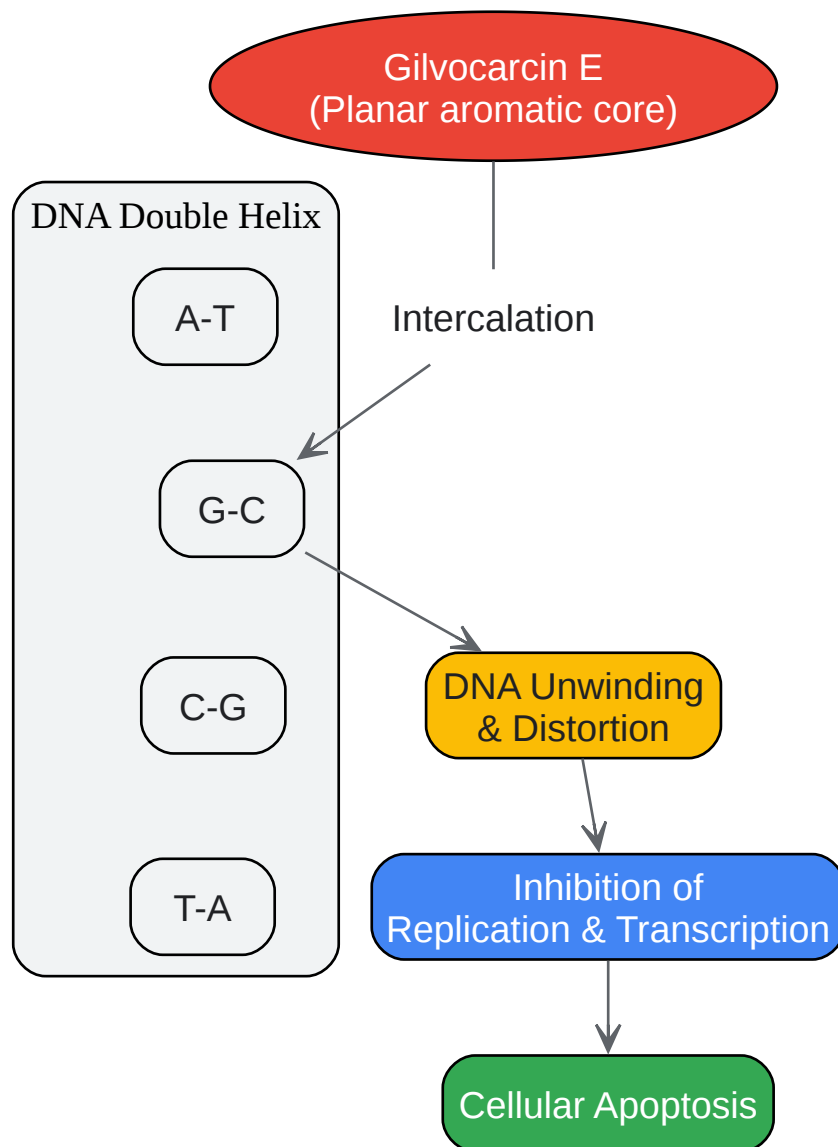 Gilvocarcin E
(Planar aromatic core)
DNA Double Helix
A-T
Intercalation
G-C
C-G
DNA Unwinding
& Distortion
T-A
Inhibition of
Replication & Transcription
Cellular Apoptosis